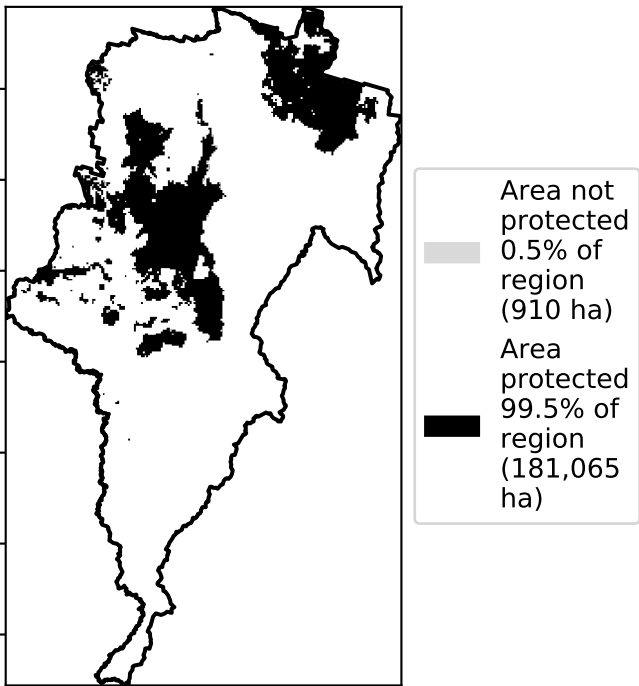 Area not
protected
0.5% of
region
(910 ha)
Area
protected
99.5% of
region
(181,065
ha)